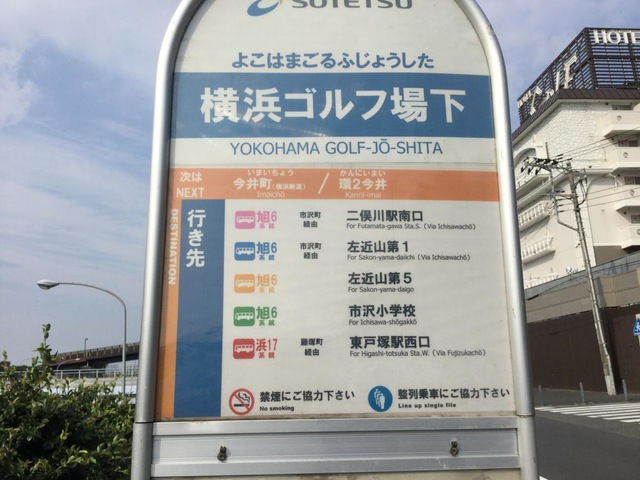 SOTETSU
よこはまごるふじょうした
横浜ゴルフ場下
YOKOHAMA GOLF-JŌ-SHITA
次は NEXT
いまいちょう
今井町(横浜新道)
Imaichō
/
かんにいまい
環2今井
Kanni-imai
行き先
DESTINATION
旭6系統 市沢町経由 二俣川駅南口
For Futamata-gawa Sta.S. (Via Ichisawachō)
旭6系統 市沢町経由 左近山第1
For Sakon-yama-daiichi (Via Ichisawachō)
旭6系統 左近山第5
For Sakon-yama-daigo
旭6系統 市沢小学校
For Ichisawa-shōgakkō
浜17系統 藤塚町経由 東戸塚駅西口
For Higashi-totsuka Sta.W. (Via Fujizukachō)
禁煙にご協力下さい
No smoking
整列乗車にご協力下さい
Line up single file
HOTE